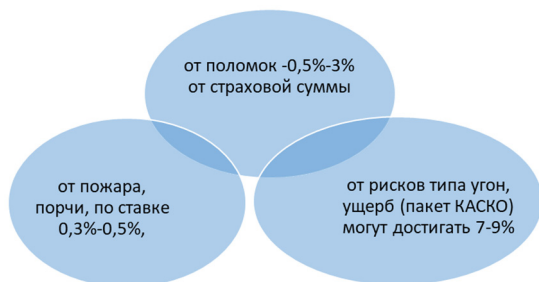 от поломок -0,5%-3%
от страховой суммы
от пожара,
порчи, по ставке
0,3%-0,5%,
от рисков типа угон,
ущерб (пакет КАСКО)
могут достигать 7-9%